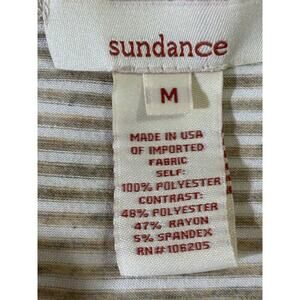 sundance
M
MADE IN USA
OF IMPORTED
FABRIC
SELF:
100% POLYESTER
CONTRAST:
48% POLYESTER
47% RAYON
5% SPANDEX
RN#106205